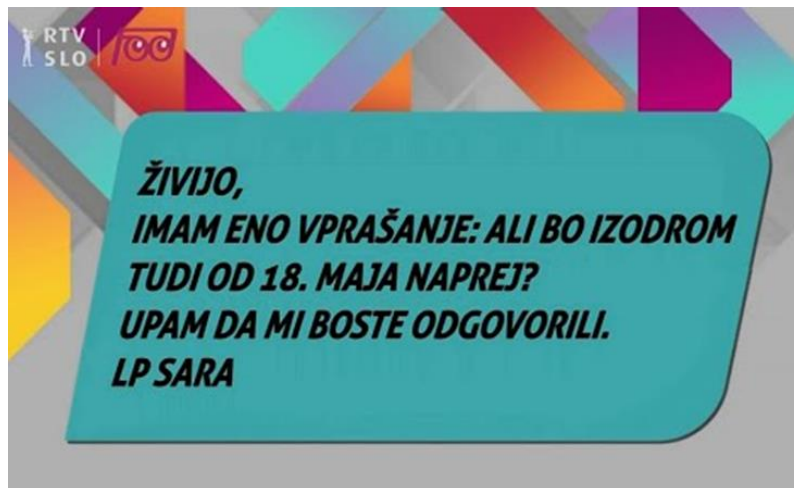 RTV
SLO
ŽIVIJO,
IMAM ENO VPRAŠANJE: ALI BO IZODROM
TUDI OD 18. MAJA NAPREJ?
UPAM DA MI BOSTE ODGOVORILI.
LP SARA